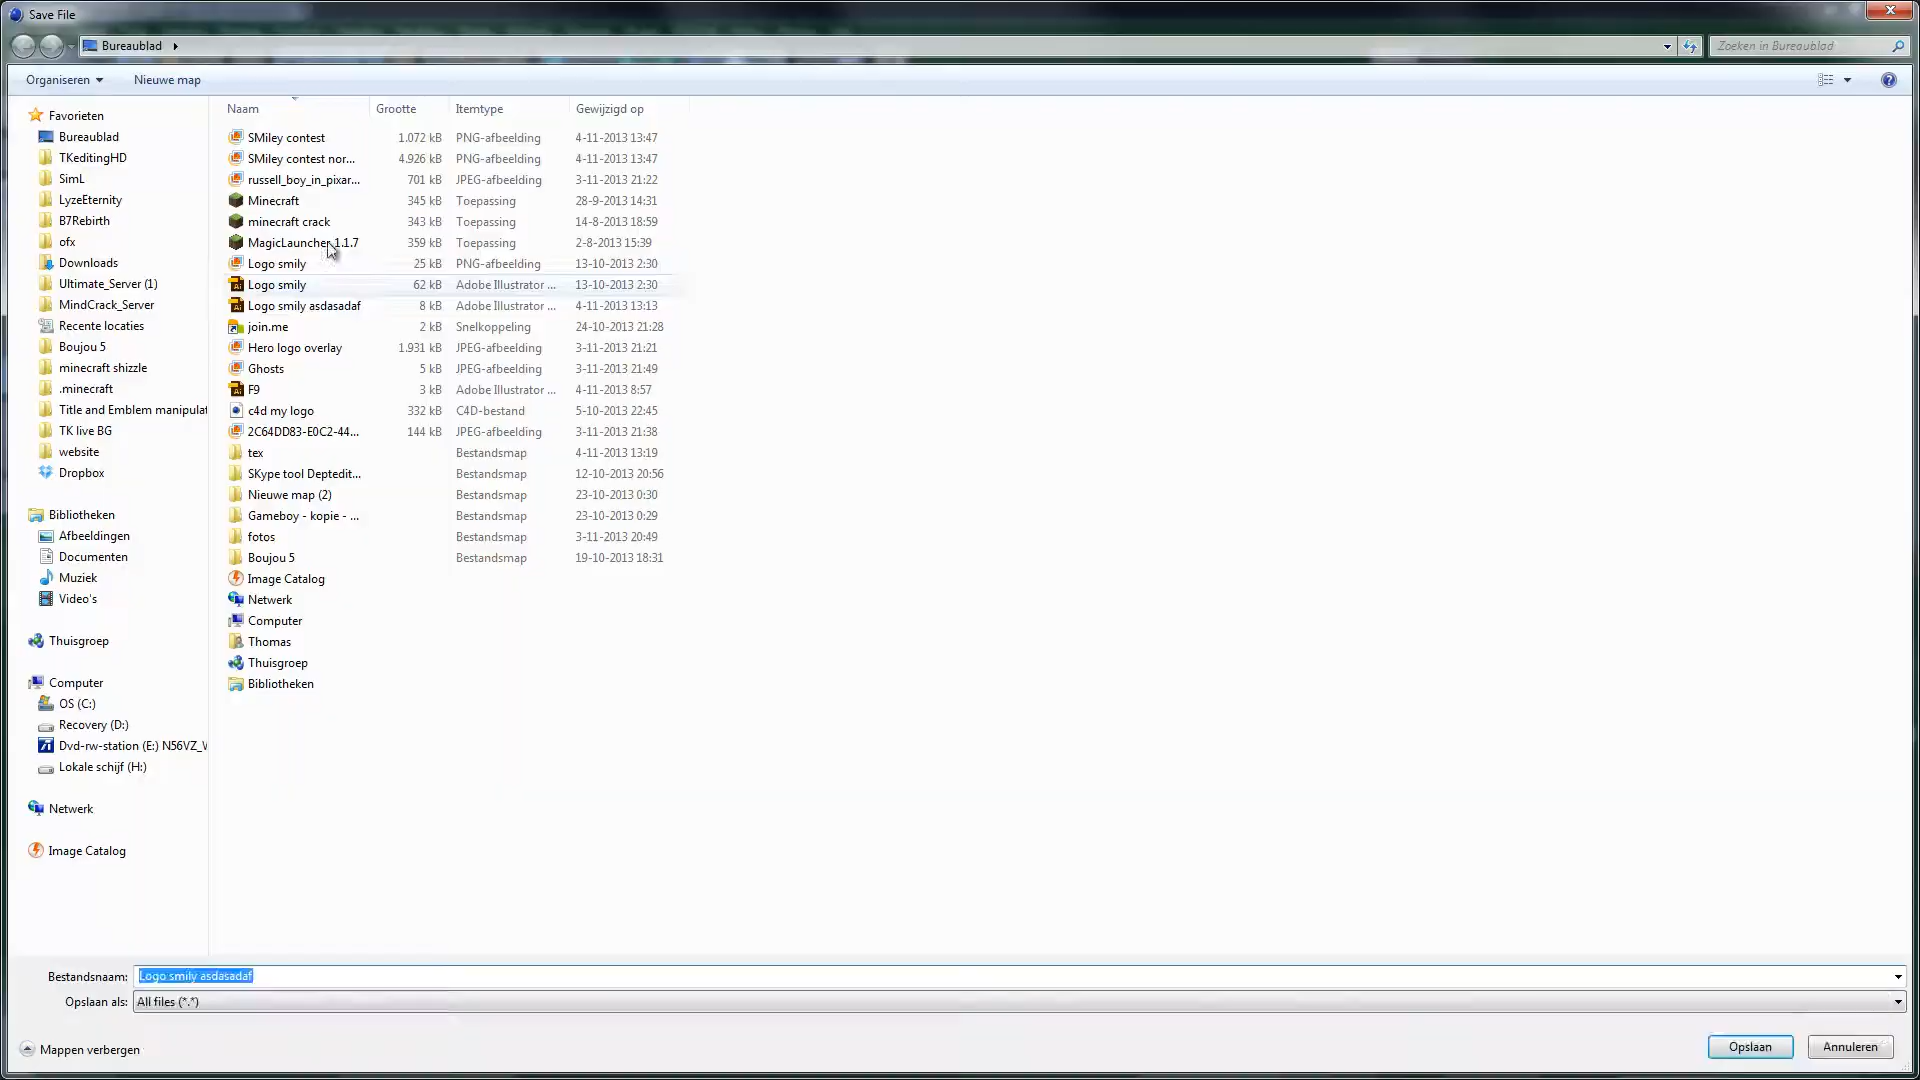 Save File
Bureaublad
Zoeken in Bureaublad
Organiseren
Nieuwe map
Favorieten
Bureaublad
TKeditingHD
SimL
LyzeEternity
B7Rebirth
ofx
Downloads
Ultimate_Server (1)
MindCrack_Server
Recente locaties
Boujou 5
minecraft shizzle
.minecraft
Title and Emblem manipulat
TK live BG
website
Dropbox
Bibliotheken
Afbeeldingen
Documenten
Muziek
Video's
Thuisgroep
Computer
OS (C:)
Recovery (D:)
Dvd-rw-station (E:) N56VZ_W
Lokale schijf (H:)
Netwerk
Image Catalog
Naam Grootte Itemtype Gewijzigd op
SMiley contest 1.072 kB PNG-afbeelding 4-11-2013 13:47
SMiley contest nor... 4.926 kB PNG-afbeelding 4-11-2013 13:47
russell_boy_in_pixar... 701 kB JPEG-afbeelding 3-11-2013 21:22
Minecraft 345 kB Toepassing 28-9-2013 14:31
minecraft crack 343 kB Toepassing 14-8-2013 18:59
MagicLauncher_1.1.7 359 kB Toepassing 2-8-2013 15:39
Logo smily 25 kB PNG-afbeelding 13-10-2013 2:30
Logo smily 62 kB Adobe Illustrator ... 13-10-2013 2:30
Logo smily asdasadaf 8 kB Adobe Illustrator ... 4-11-2013 13:13
join.me 2 kB Snelkoppeling 24-10-2013 21:28
Hero logo overlay 1.931 kB JPEG-afbeelding 3-11-2013 21:21
Ghosts 5 kB JPEG-afbeelding 3-11-2013 21:49
F9 3 kB Adobe Illustrator ... 4-11-2013 8:57
c4d my logo 332 kB C4D-bestand 5-10-2013 22:45
2C64DD83-E0C2-44... 144 kB JPEG-afbeelding 3-11-2013 21:38
tex Bestandsmap 4-11-2013 13:19
SKype tool Deptedit... Bestandsmap 12-10-2013 20:56
Nieuwe map (2) Bestandsmap 23-10-2013 0:30
Gameboy - kopie - ... Bestandsmap 23-10-2013 0:29
fotos Bestandsmap 3-11-2013 20:49
Boujou 5 Bestandsmap 19-10-2013 18:31
Image Catalog
Netwerk
Computer
Thomas
Thuisgroep
Bibliotheken
Bestandsnaam: Logo smily asdasadaf
Opslaan als: All files (*.*)
Mappen verbergen
Opslaan
Annuleren